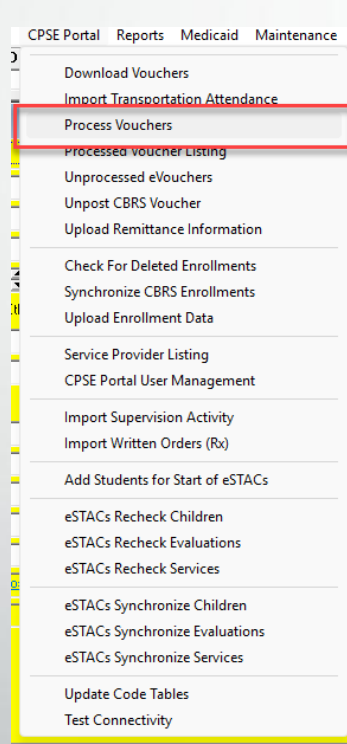 CPSE Portal Reports Medicaid Maintenance
Download Vouchers
Import Transportation Attendance
Process Vouchers
Processed Voucher Listing
Unprocessed eVouchers
Unpost CBRS Voucher
Upload Remittance Information
Check For Deleted Enrollments
Synchronize CBRS Enrollments
Upload Enrollment Data
Service Provider Listing
CPSE Portal User Management
Import Supervision Activity
Import Written Orders (Rx)
Add Students for Start of eSTACs
eSTACs Recheck Children
eSTACs Recheck Evaluations
eSTACs Recheck Services
eSTACs Synchronize Children
eSTACs Synchronize Evaluations
eSTACs Synchronize Services
Update Code Tables
Test Connectivity